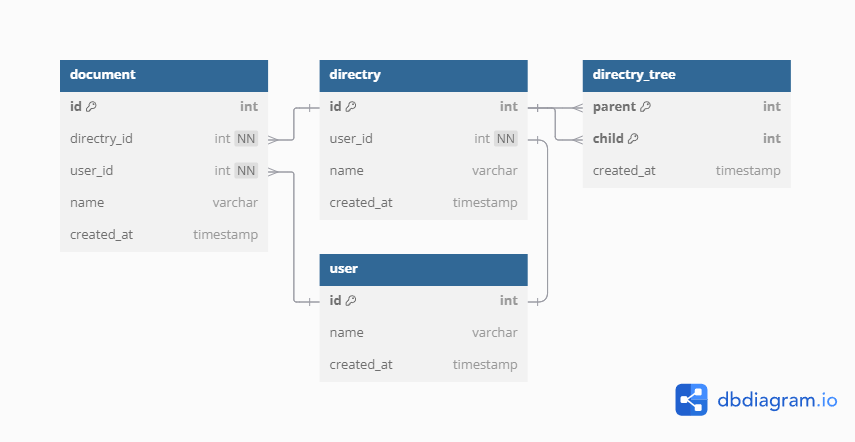 document
id int
directry_id int NN
user_id int NN
name varchar
created_at timestamp
directry
id int
user_id int NN
name varchar
created_at timestamp
directry_tree
parent int
child int
created_at timestamp
user
id int
name varchar
created_at timestamp
dbdiagram.io